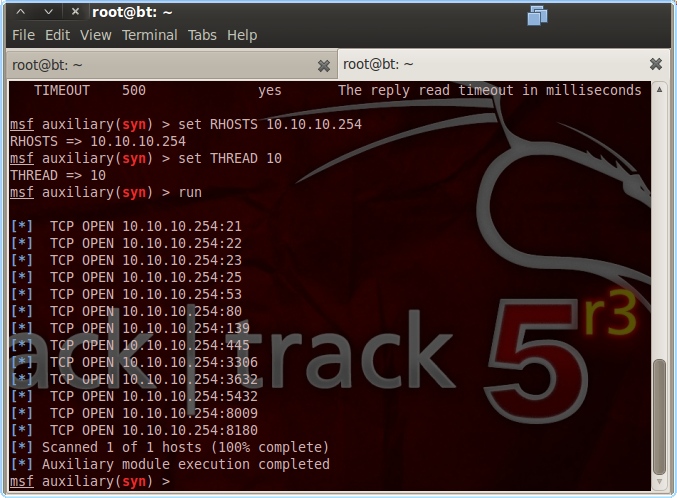 root@bt: ~
File Edit View Terminal Tabs Help
root@bt: ~ root@bt: ~
TIMEOUT 500 yes The reply read timeout in milliseconds
msf auxiliary(syn) > set RHOSTS 10.10.10.254
RHOSTS => 10.10.10.254
msf auxiliary(syn) > set THREAD 10
THREAD => 10
msf auxiliary(syn) > run
[*] TCP OPEN 10.10.10.254:21
[*] TCP OPEN 10.10.10.254:22
[*] TCP OPEN 10.10.10.254:23
[*] TCP OPEN 10.10.10.254:25
[*] TCP OPEN 10.10.10.254:53
[*] TCP OPEN 10.10.10.254:80
[*] TCP OPEN 10.10.10.254:139
[*] TCP OPEN 10.10.10.254:445
[*] TCP OPEN 10.10.10.254:3306
[*] TCP OPEN 10.10.10.254:3632
[*] TCP OPEN 10.10.10.254:5432
[*] TCP OPEN 10.10.10.254:8009
[*] TCP OPEN 10.10.10.254:8180
[*] Scanned 1 of 1 hosts (100% complete)
[*] Auxiliary module execution completed
msf auxiliary(syn) >
ack|track 5 r3